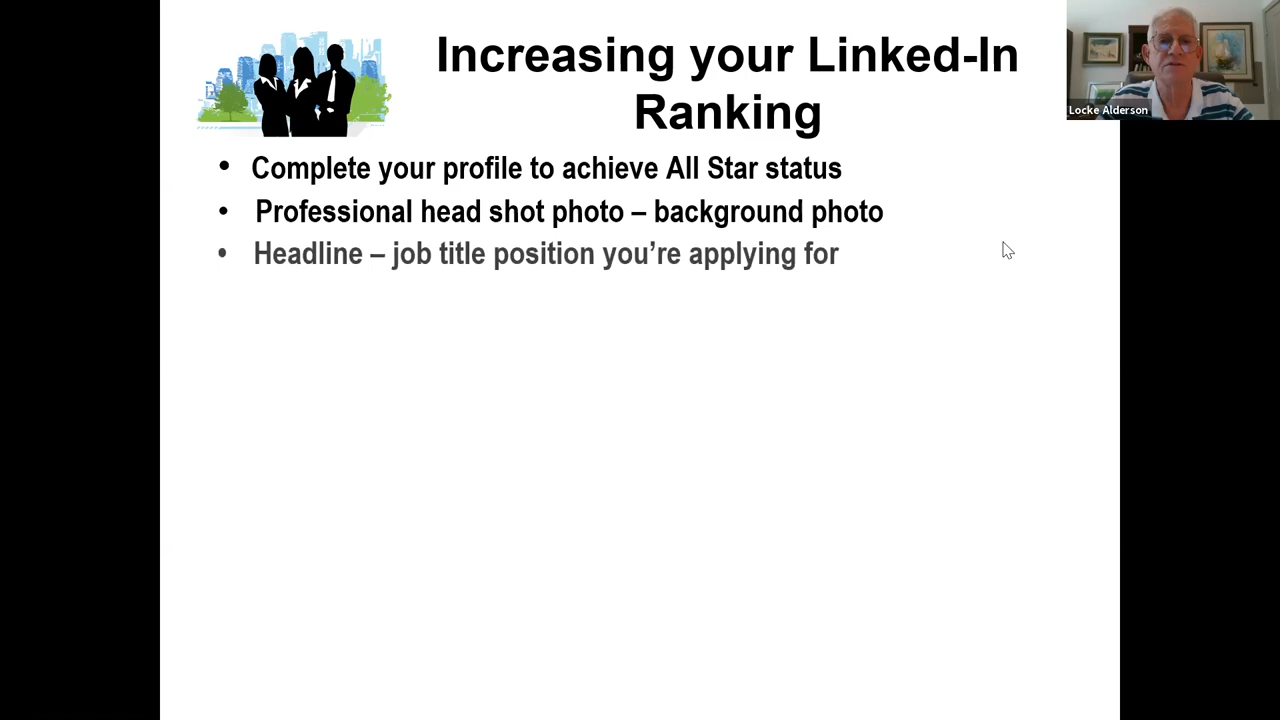 Increasing your Linked-In
Ranking
Locke Alderson
• Complete your profile to achieve All Star status
• Professional head shot photo – background photo
• Headline – job title position you’re applying for